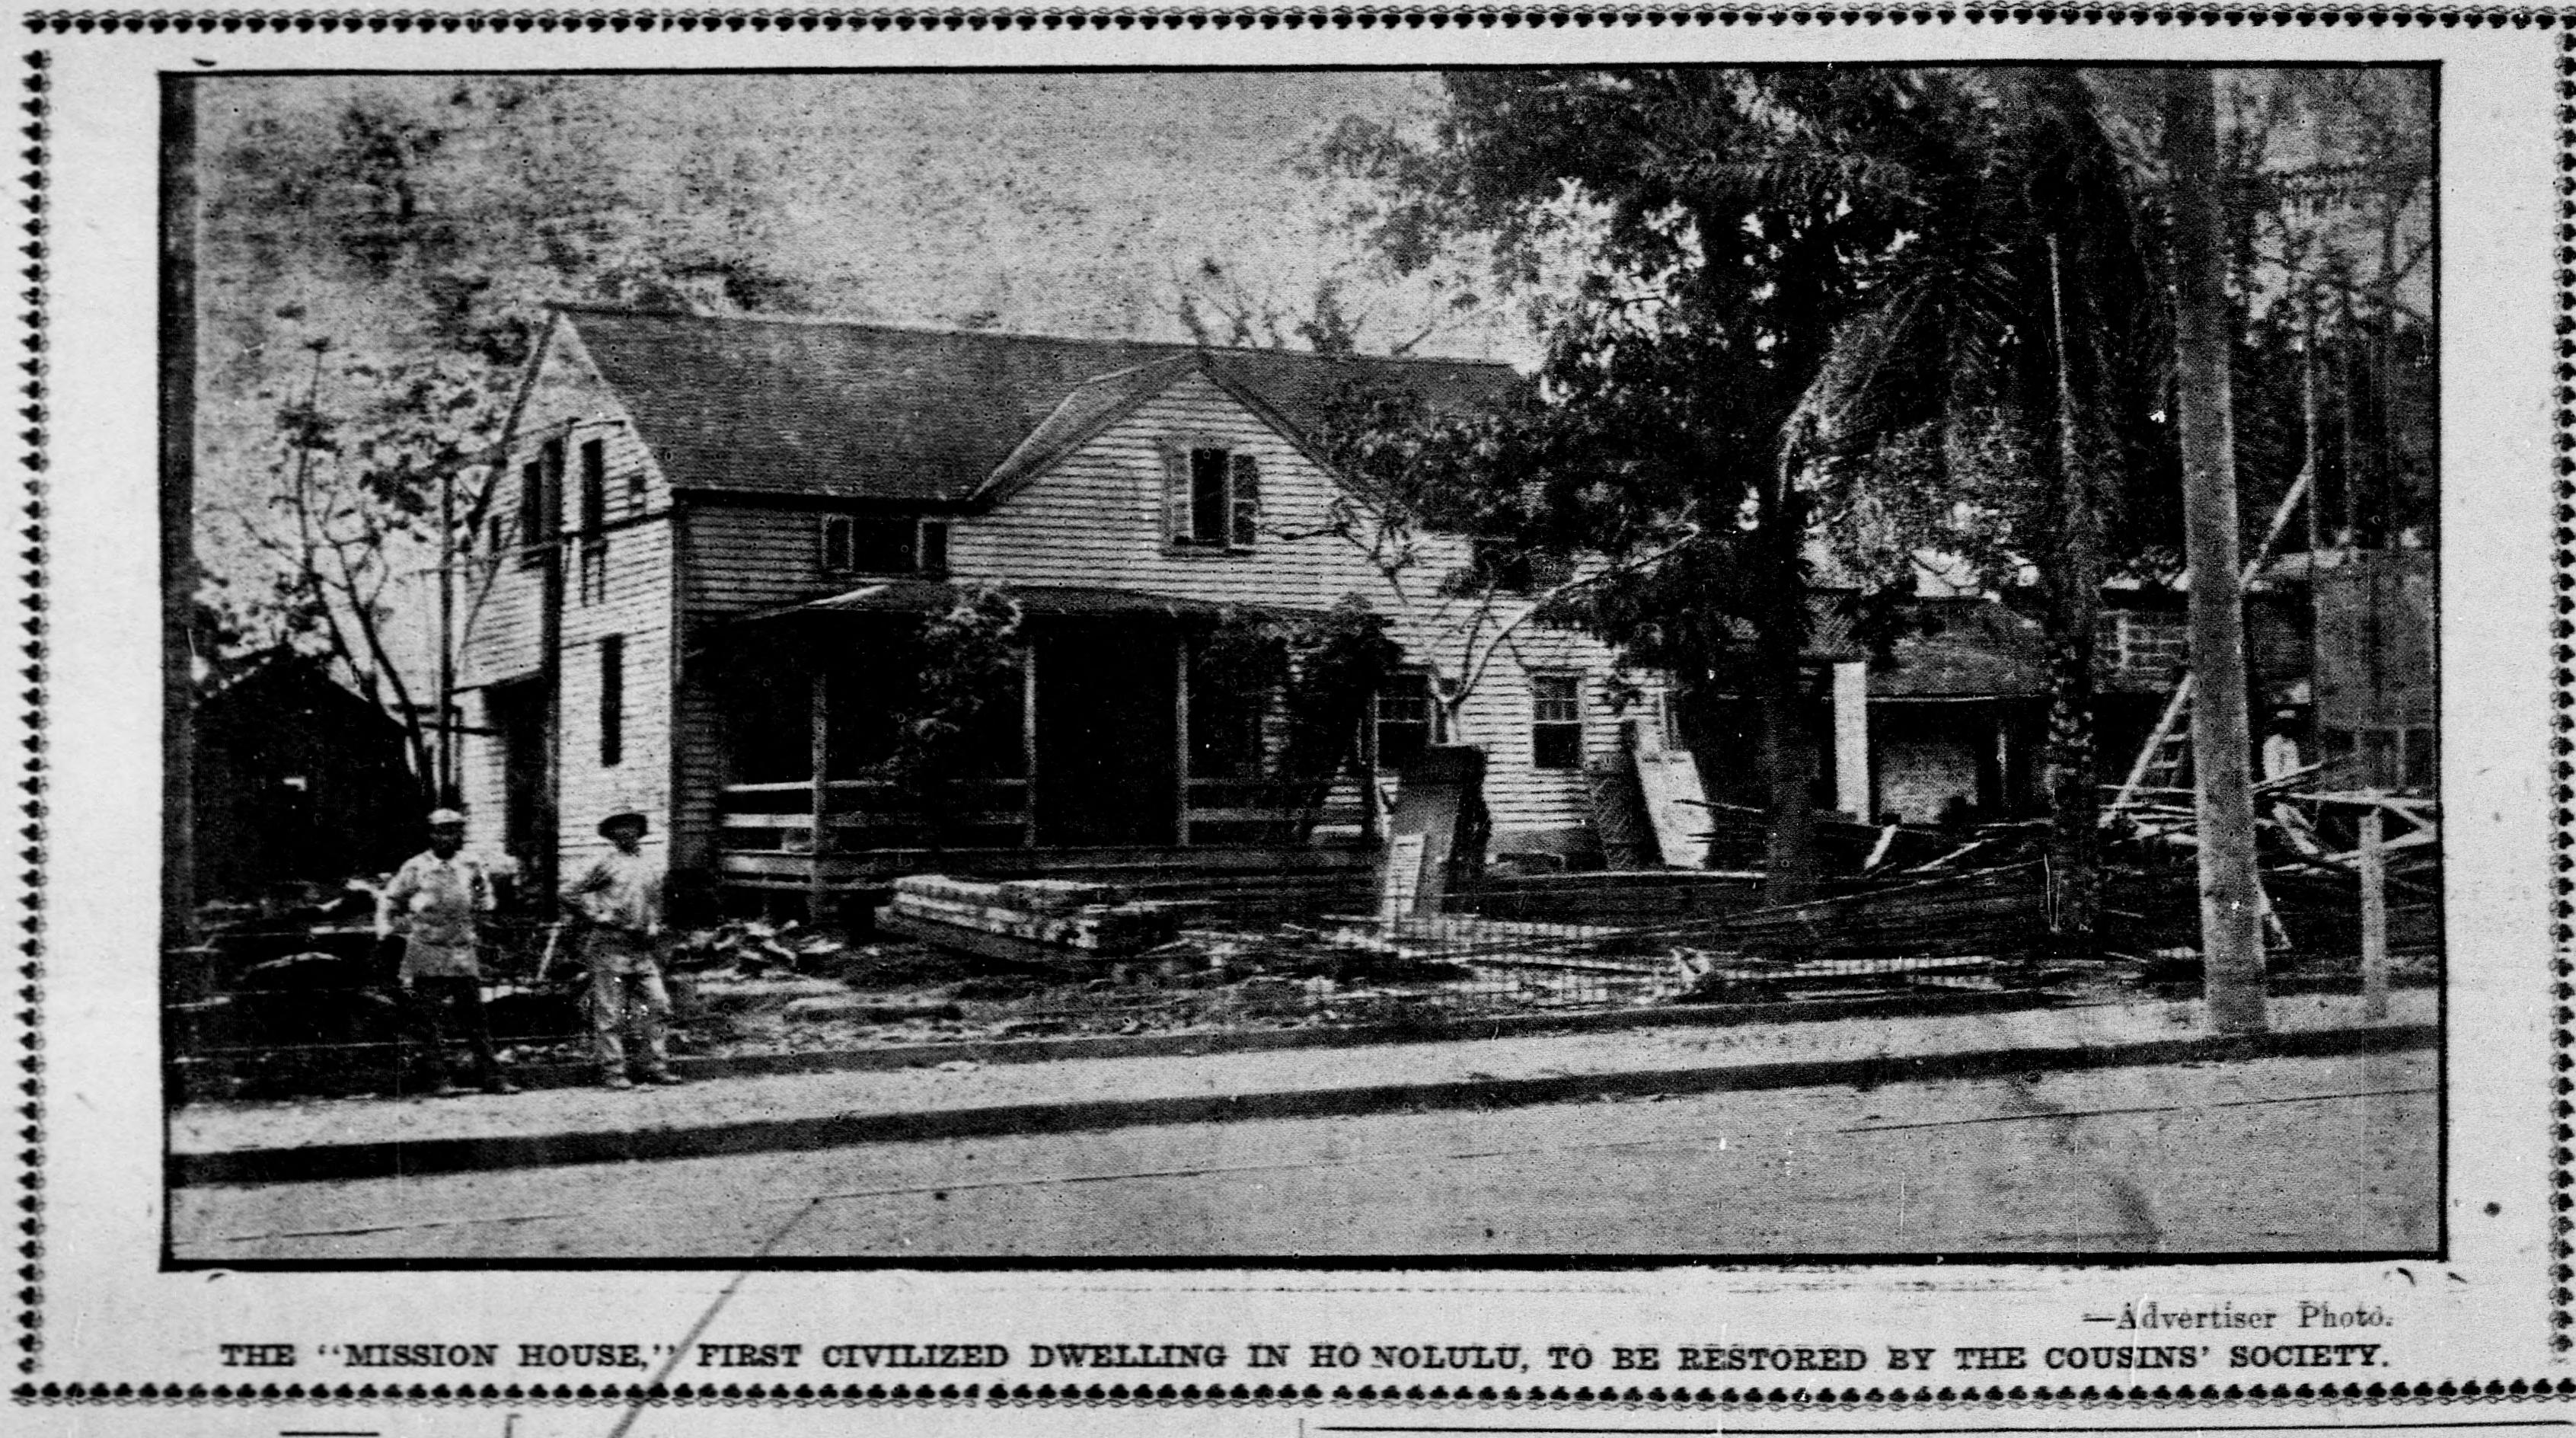 —Advertiser Photo.
THE "MISSION HOUSE," FIRST CIVILIZED DWELLING IN HONOLULU, TO BE RESTORED BY THE COUSINS' SOCIETY.